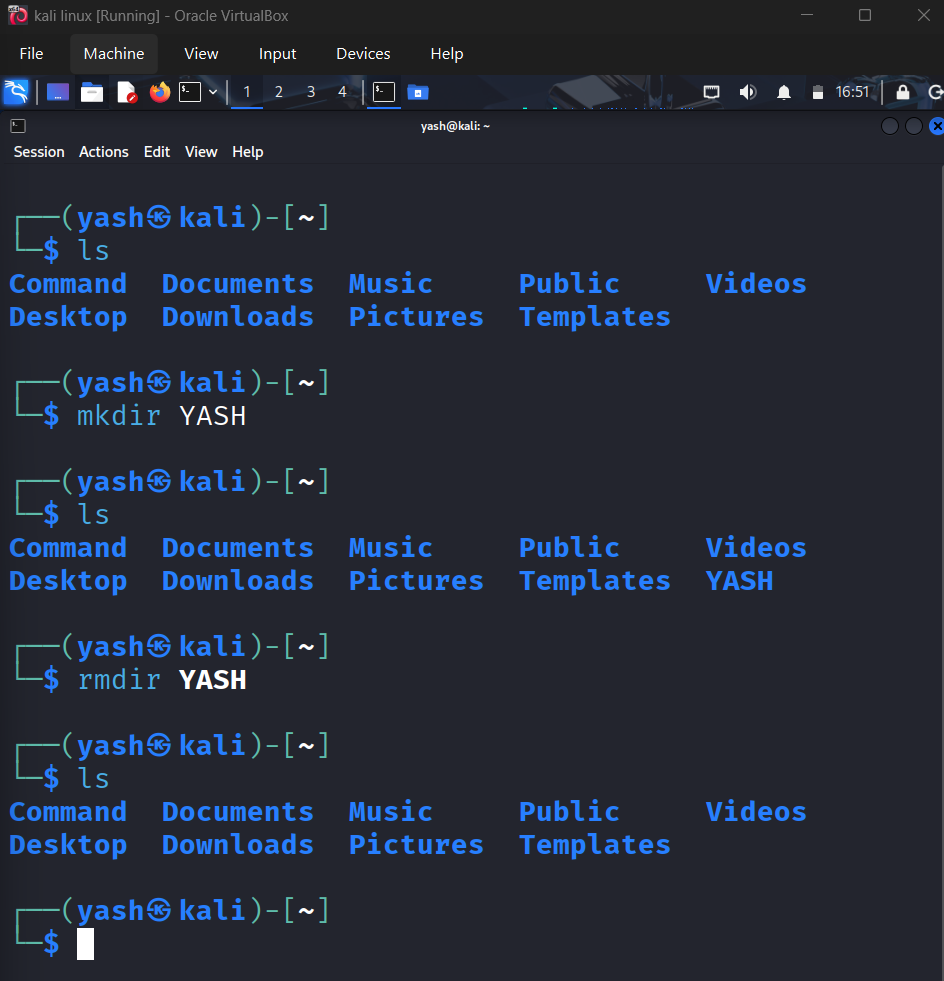 kali linux [Running] - Oracle VirtualBox
File Machine View Input Devices Help
1 2 3 4 16:51
yash@kali: ~
Session Actions Edit View Help
┌──(yash㉿kali)-[~]
└─$ ls
Command Documents Music Public Videos
Desktop Downloads Pictures Templates
┌──(yash㉿kali)-[~]
└─$ mkdir YASH
┌──(yash㉿kali)-[~]
└─$ ls
Command Documents Music Public Videos
Desktop Downloads Pictures Templates YASH
┌──(yash㉿kali)-[~]
└─$ rmdir YASH
┌──(yash㉿kali)-[~]
└─$ ls
Command Documents Music Public Videos
Desktop Downloads Pictures Templates
┌──(yash㉿kali)-[~]
└─$